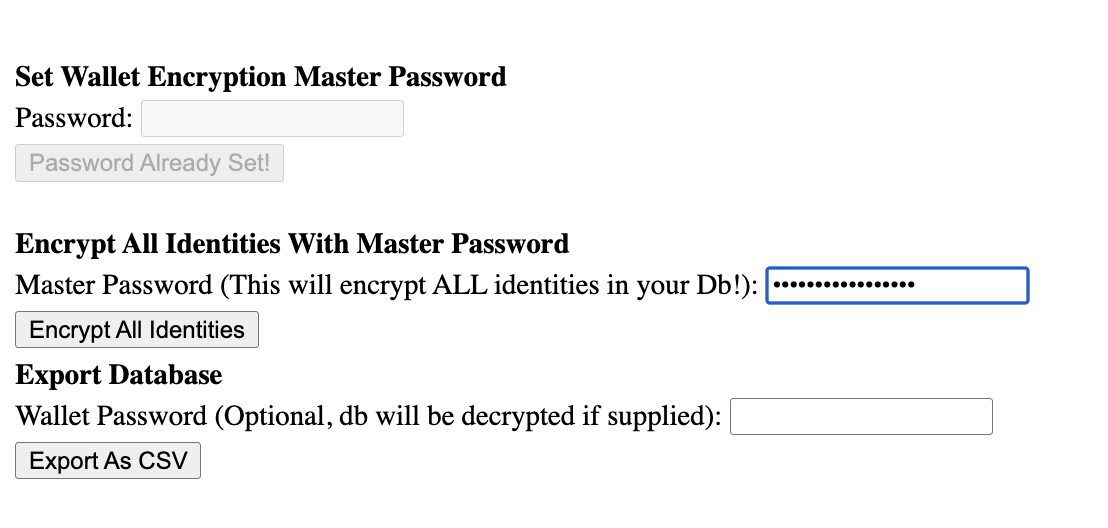 Set Wallet Encryption Master Password
Password:
Password Already Set!
Encrypt All Identities With Master Password
Master Password (This will encrypt ALL identities in your Db!): •••••••••••••••••
Encrypt All Identities
Export Database
Wallet Password (Optional, db will be decrypted if supplied):
Export As CSV